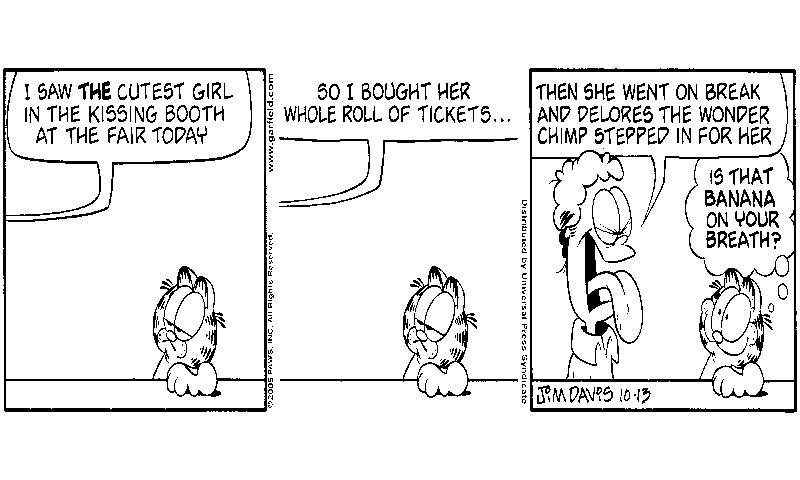 I SAW THE CUTEST GIRL
IN THE KISSING BOOTH
AT THE FAIR TODAY
www.garfield.com
©2005 PAWS, INC. All Rights Reserved.
SO I BOUGHT HER
WHOLE ROLL OF TICKETS...
Distributed by Universal Press Syndicate
THEN SHE WENT ON BREAK
AND DELORES THE WONDER
CHIMP STEPPED IN FOR HER
IS THAT
BANANA
ON YOUR
BREATH?
JIM DAVIS 10·13